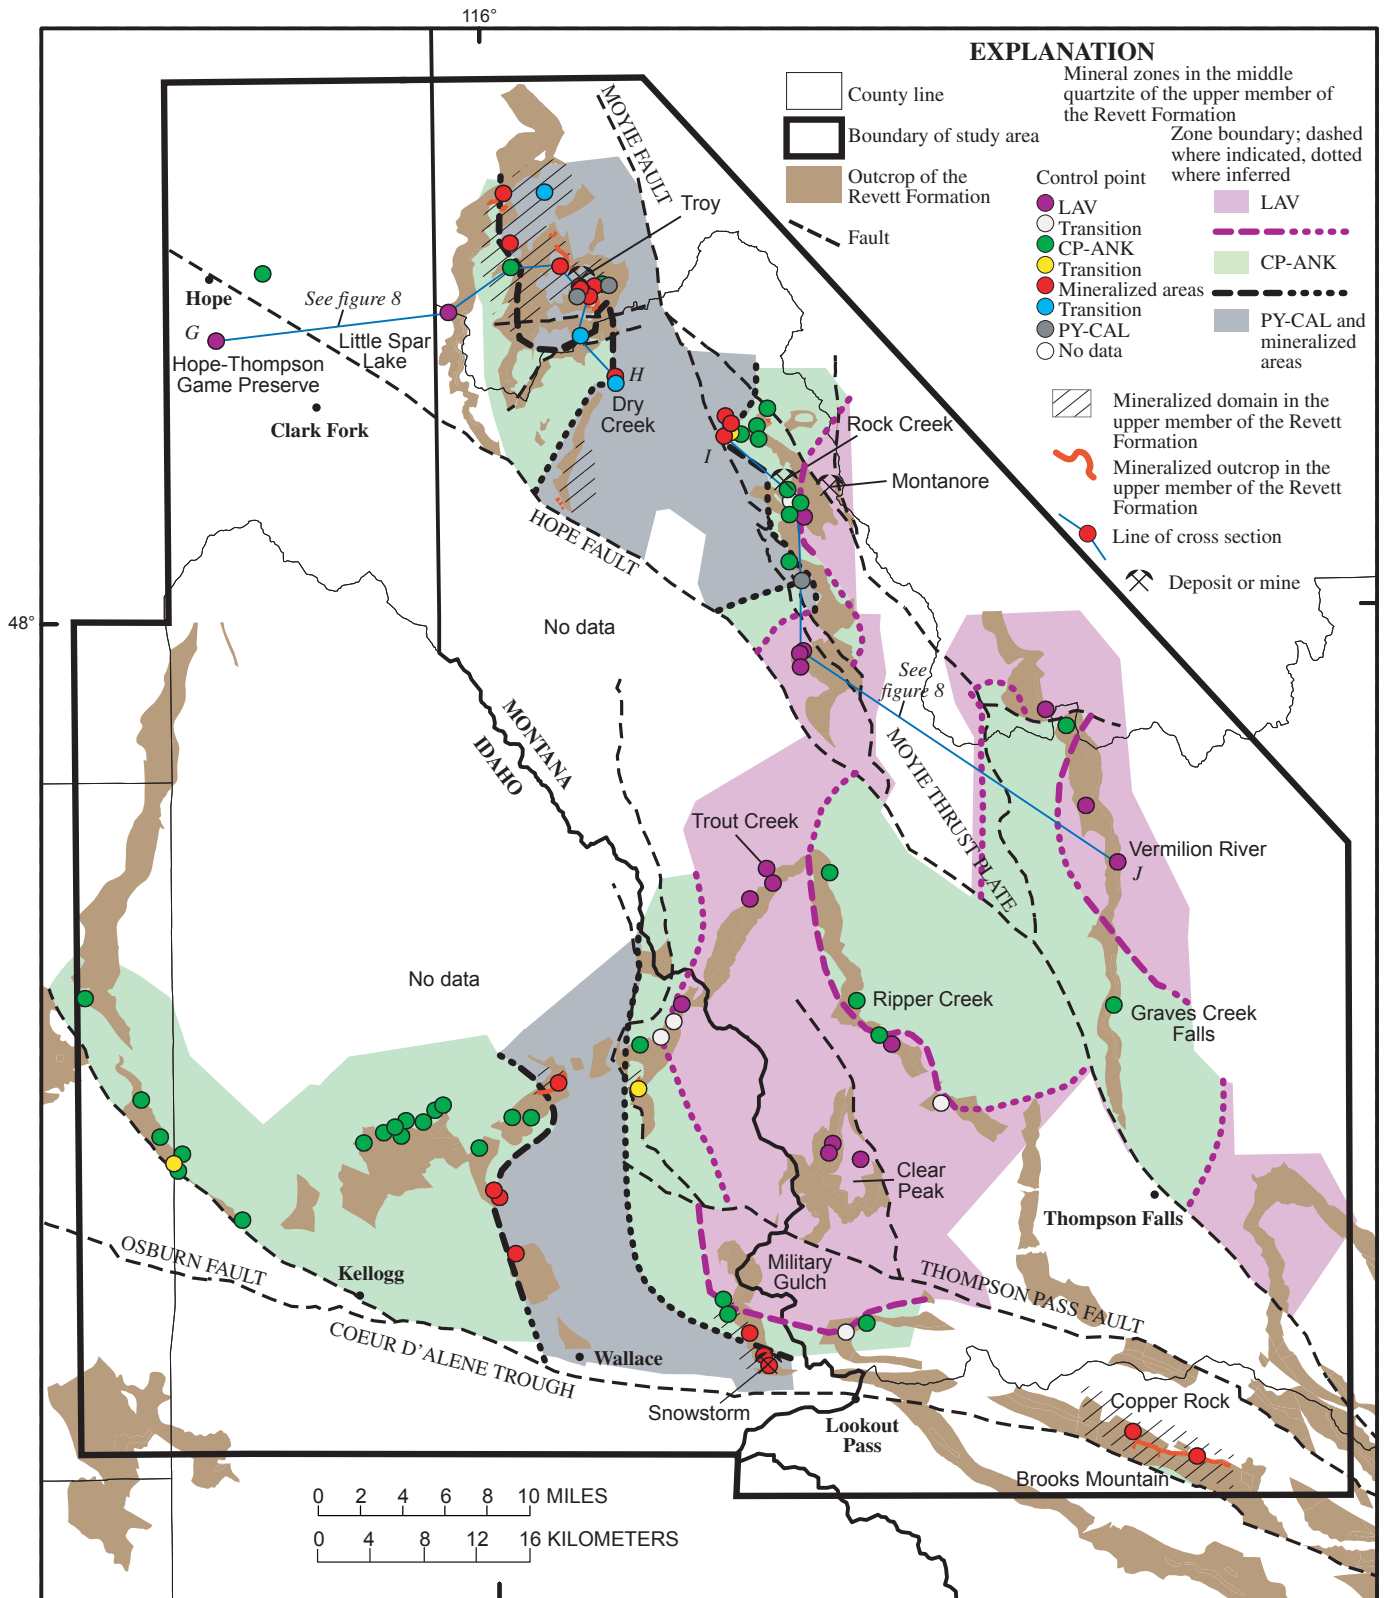 116°
EXPLANATION
County line
Boundary of study area
Outcrop of the
Revett Formation
Fault
Mineral zones in the middle
quartzite of the upper member of
the Revett Formation
Control point
LAV
Transition
CP-ANK
Transition
Mineralized areas
Transition
PY-CAL
No data
Zone boundary; dashed
where indicated, dotted
where inferred
LAV
CP-ANK
PY-CAL and
mineralized
areas
Mineralized domain in the
upper member of the Revett
Formation
Mineralized outcrop in the
upper member of the Revett
Formation
Line of cross section
Deposit or mine
MOYIE FAULT
Troy
Hope
See figure 8
G
Hope-Thompson
Game Preserve
Little Spar
Lake
Clark Fork
H
Dry
Creek
I
Rock Creek
Montanore
HOPE FAULT
48°
No data
See
figure 8
MONTANA
IDAHO
MOYIE THRUST PLATE
Trout Creek
Vermilion River
J
No data
Ripper Creek
Graves Creek
Falls
Clear
Peak
Thompson Falls
OSBURN FAULT
Kellogg
Military
Gulch
THOMPSON PASS FAULT
COEUR D'ALENE TROUGH
Wallace
Snowstorm
Lookout
Pass
Copper Rock
Brooks Mountain
0 2 4 6 8 10 MILES
0 4 8 12 16 KILOMETERS